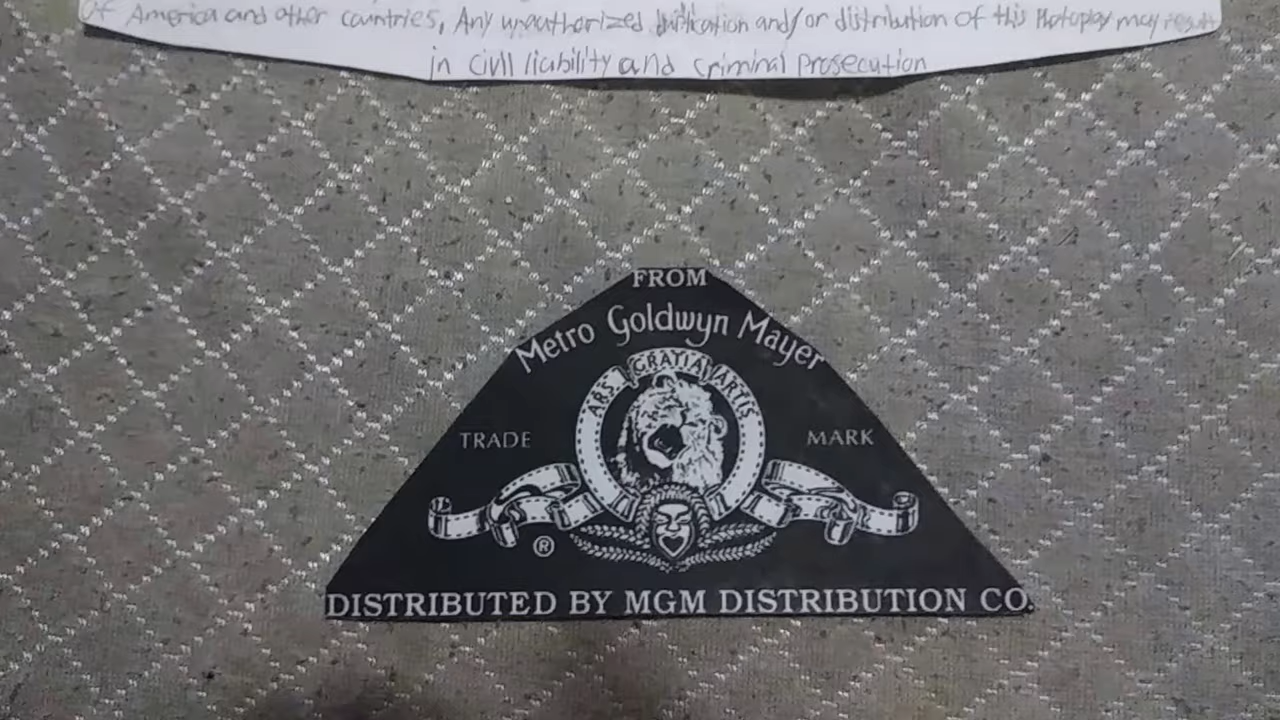 of America and other countries, Any unauthorized duplication and/or distribution of this Photoplay may result
in civil liability and criminal Prosecution
FROM
Metro Goldwyn Mayer
ARS GRATIA ARTIS
TRADE MARK
®
DISTRIBUTED BY MGM DISTRIBUTION CO.